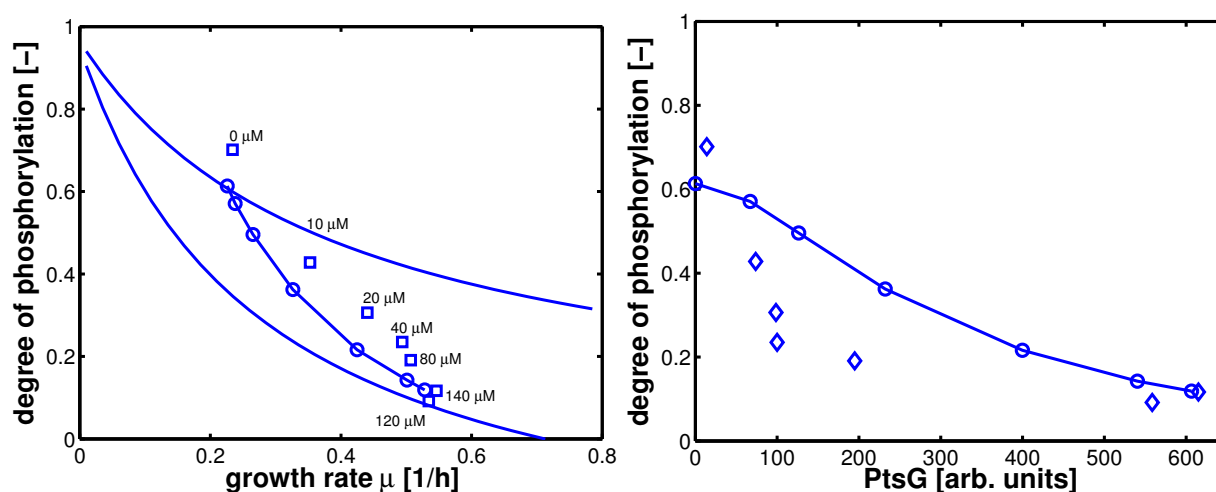 1
0.8
0.6
0.4
0.2
0
0 0.2 0.4 0.6 0.8
degree of phosphorylation [−]
growth rate μ [1/h]
0 μM
10 μM
20 μM
40 μM
80 μM
140 μM
120 μM
1
0.8
0.6
0.4
0.2
0
0 100 200 300 400 500 600
degree of phosphorylation [−]
PtsG [arb. units]